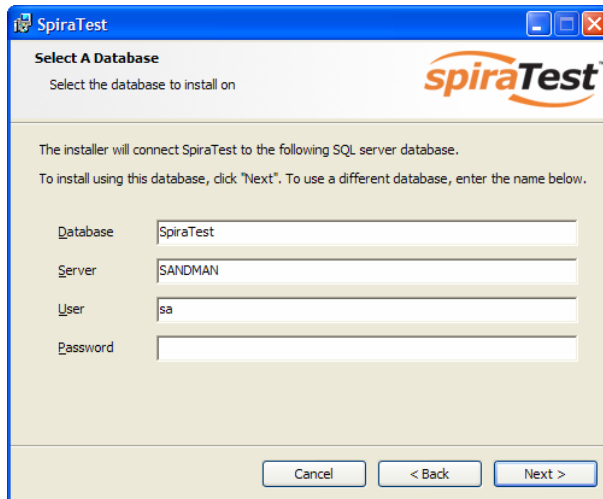 SpiraTest
Select A Database
Select the database to install on
spiraTest
The installer will connect SpiraTest to the following SQL server database.
To install using this database, click "Next". To use a different database, enter the name below.
Database SpiraTest
Server SANDMAN
User sa
Password
Cancel < Back Next >